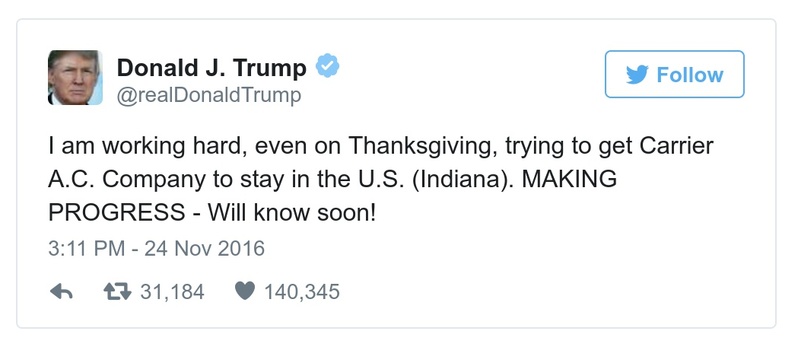 Donald J. Trump
@realDonaldTrump
Follow
I am working hard, even on Thanksgiving, trying to get Carrier
A.C. Company to stay in the U.S. (Indiana). MAKING
PROGRESS - Will know soon!
3:11 PM - 24 Nov 2016
31,184 140,345